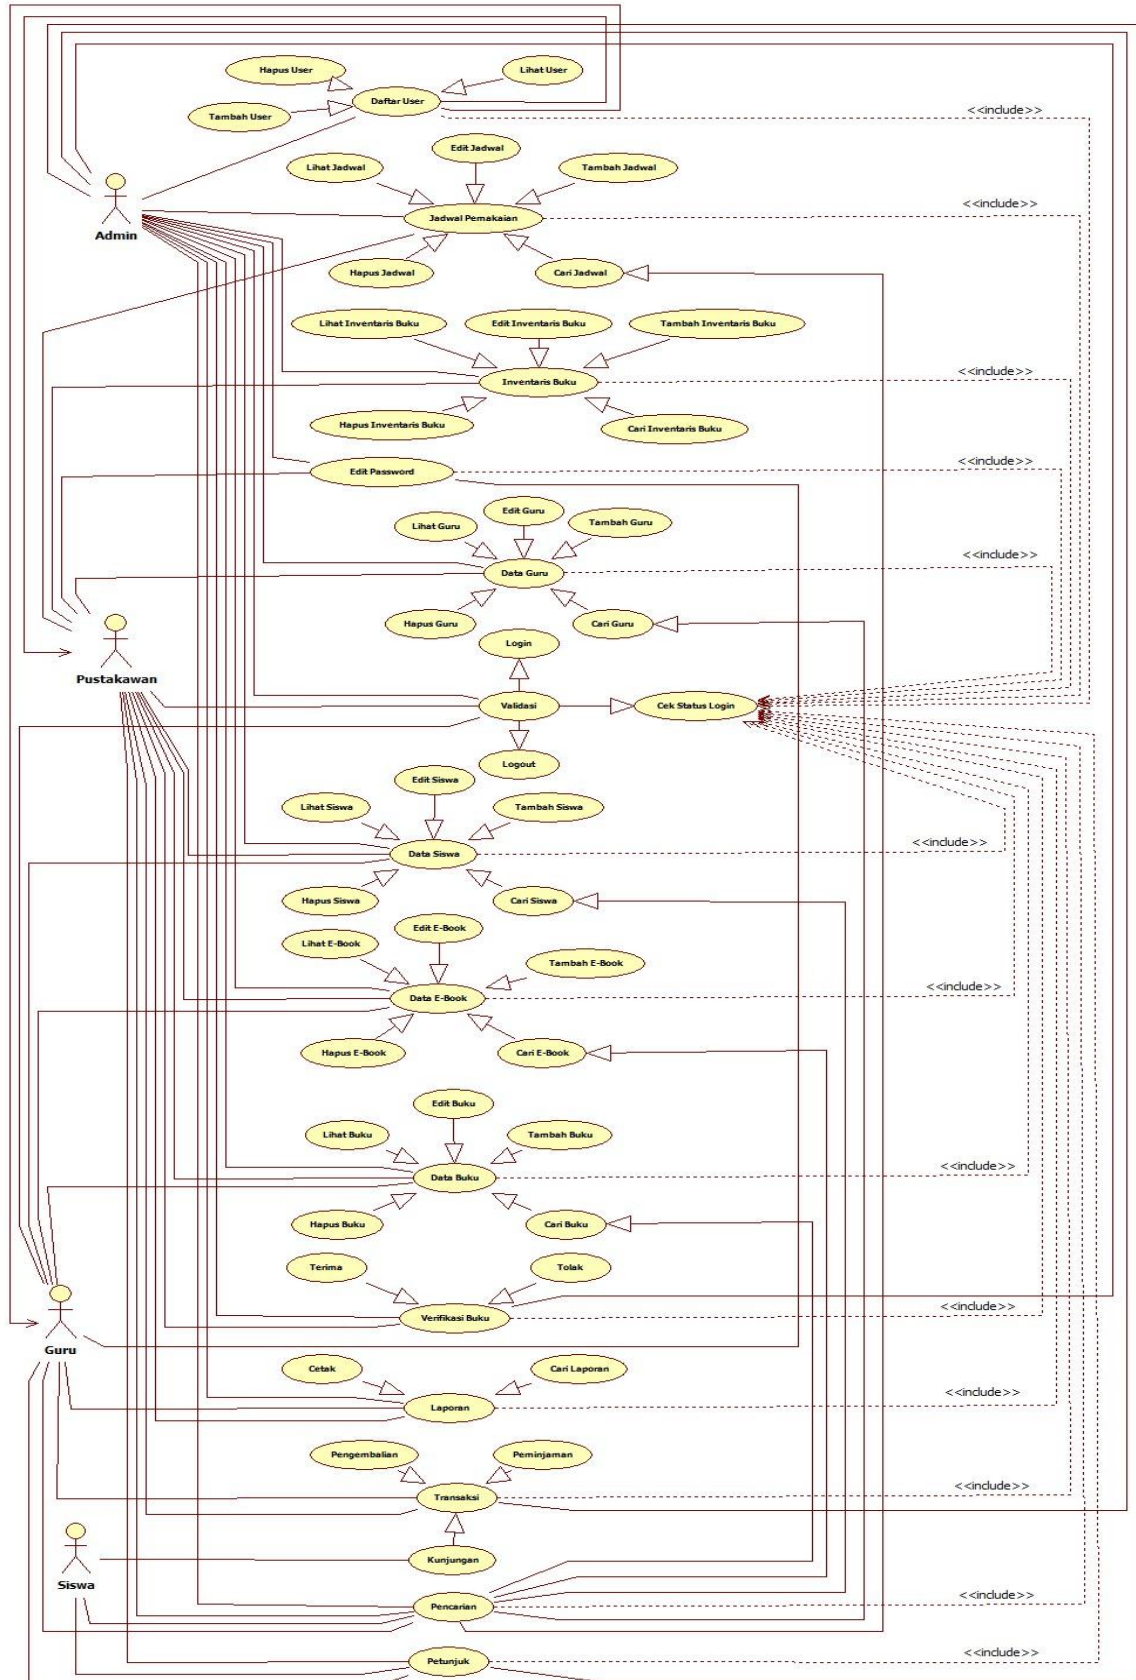 Hapus User
Lihat User
Daftar User
Tambah User
<<include>>
Edit Jadwal
Lihat Jadwal
Tambah Jadwal
<<include>>
Jadwal Pemakaian
Admin
Hapus Jadwal
Cari Jadwal
Lihat Inventaris Buku
Edit Inventaris Buku
Tambah Inventaris Buku
<<include>>
Inventaris Buku
Hapus Inventaris Buku
Cari Inventaris Buku
<<include>>
Edit Password
Edit Guru
Lihat Guru
Tambah Guru
<<include>>
Data Guru
Hapus Guru
Cari Guru
Login
Pustakawan
Validasi
Cek Status Login
Logout
Edit Siswa
Lihat Siswa
Tambah Siswa
<<include>>
Data Siswa
Hapus Siswa
Cari Siswa
Edit E-Book
Lihat E-Book
Tambah E-Book
<<include>>
Data E-Book
Hapus E-Book
Cari E-Book
Edit Buku
Lihat Buku
Tambah Buku
<<include>>
Data Buku
Hapus Buku
Cari Buku
Terima
Tolak
<<include>>
Verifikasi Buku
Guru
Cetak
Cari Laporan
<<include>>
Laporan
Pengembalian
Peminjaman
<<include>>
Transaksi
Kunjungan
Siswa
<<include>>
Pencarian
<<include>>
Petunjuk